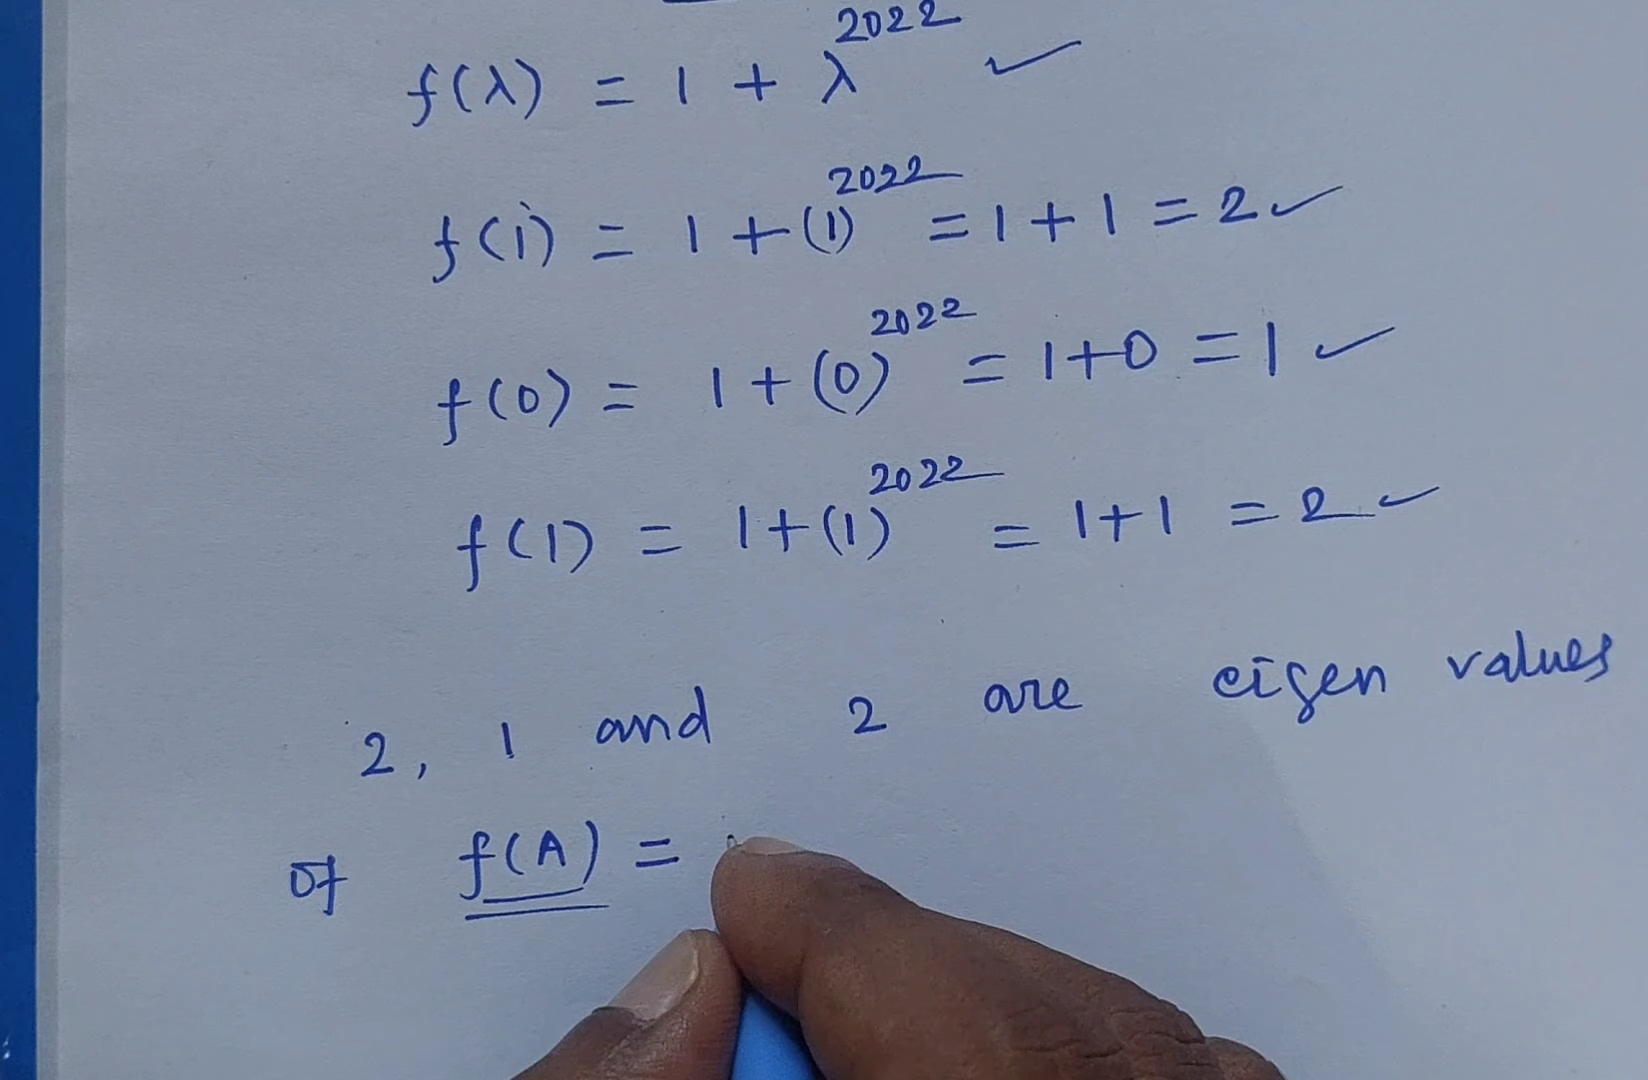 f(λ) = 1 + λ^2022 ✓
f(i) = 1 + (1)^2022 = 1 + 1 = 2 ✓
f(0) = 1 + (0)^2022 = 1+0 = 1 ✓
f(1) = 1+(1)^2022 = 1+1 = 2 ✓
2, 1 and 2 are eigen values
of f(A) =